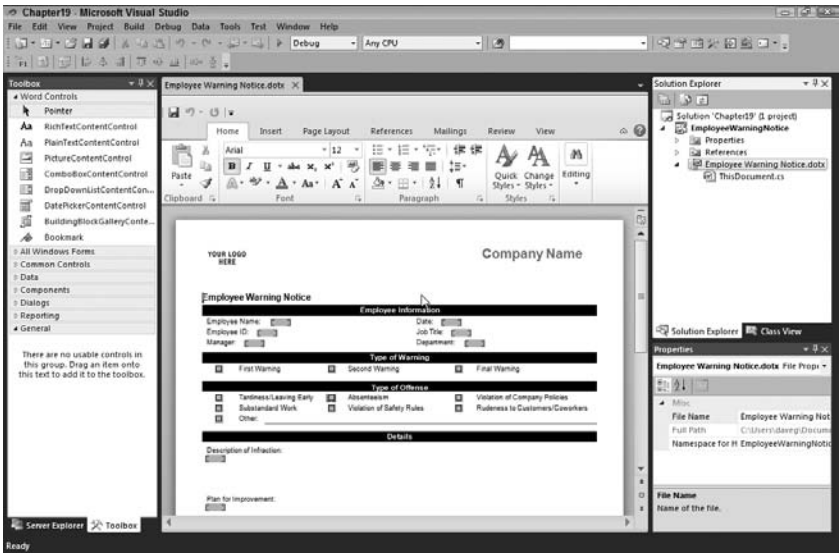 Chapter19 - Microsoft Visual Studio
File Edit View Project Build Debug Data Tools Test Window Help
Debug Any CPU
Toolbox
Word Controls
Pointer
RichTextContentControl
PlainTextContentControl
PictureContentControl
ComboBoxContentControl
DropDownListContentCon...
DatePickerContentControl
BuildingBlockGalleryConte...
Bookmark
All Windows Forms
Common Controls
Data
Components
Dialogs
Reporting
General
There are no usable controls in
this group. Drag an item onto
this text to add it to the toolbox.
Server Explorer Toolbox
Employee Warning Notice.dotx
Home Insert Page Layout References Mailings Review View
Paste
Arial 12
Quick Styles
Change Styles
Editing
Clipboard Font Paragraph Styles
YOUR LOGO
HERE
Company Name
Employee Warning Notice
Employee Information
Employee Name: Date:
Employee ID: Job Title:
Manager: Department:
Type of Warning
First Warning Second Warning Final Warning
Type of Offense
Tardiness/Leaving Early Absenteeism Violation of Company Policies
Substandard Work Violation of Safety Rules Rudeness to Customers/Coworkers
Other:
Details
Description of Infraction:
Plan for Improvement:
Solution Explorer
Solution 'Chapter19' (1 project)
EmployeeWarningNotice
Properties
References
Employee Warning Notice.dotx
ThisDocument.cs
Solution Explorer Class View
Properties
Employee Warning Notice.dotx File Prope
Misc
File Name Employee Warning Not
Full Path C:\Users\daveg\Docume
Namespace for H EmployeeWarningNotic
File Name
Name of the file.
Ready